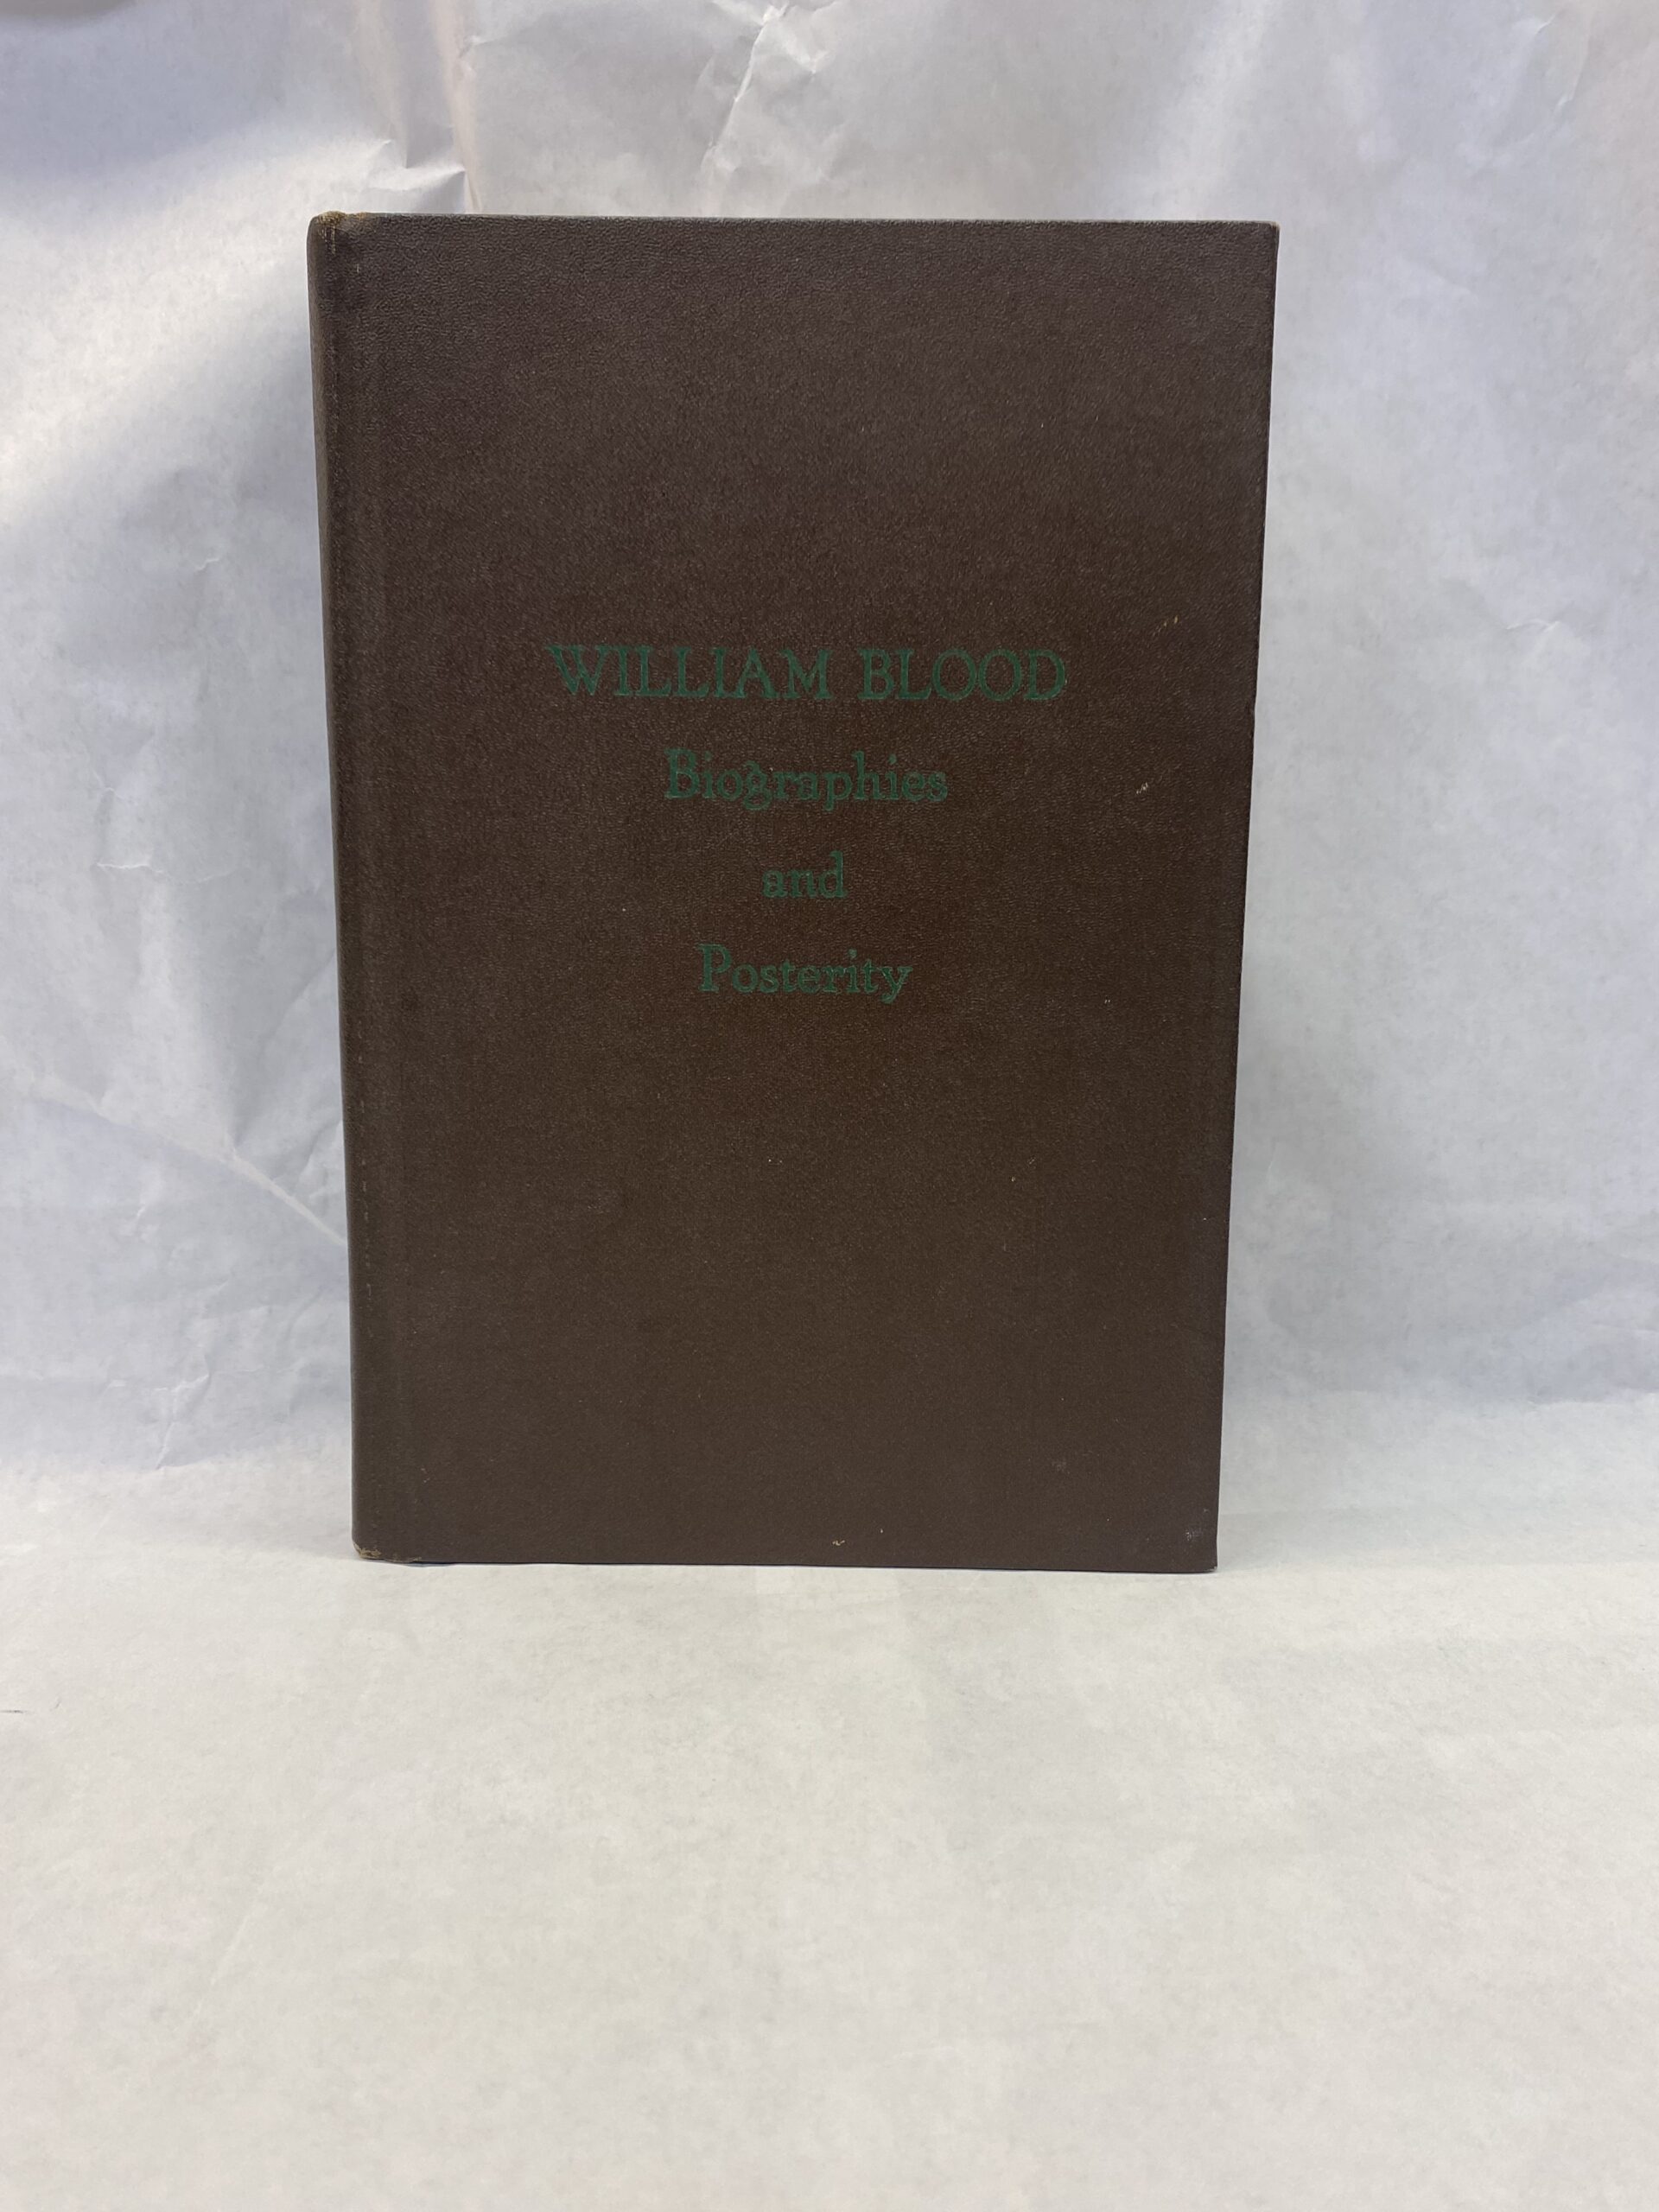 WILLIAM BLOOD
Biographies
and
Posterity